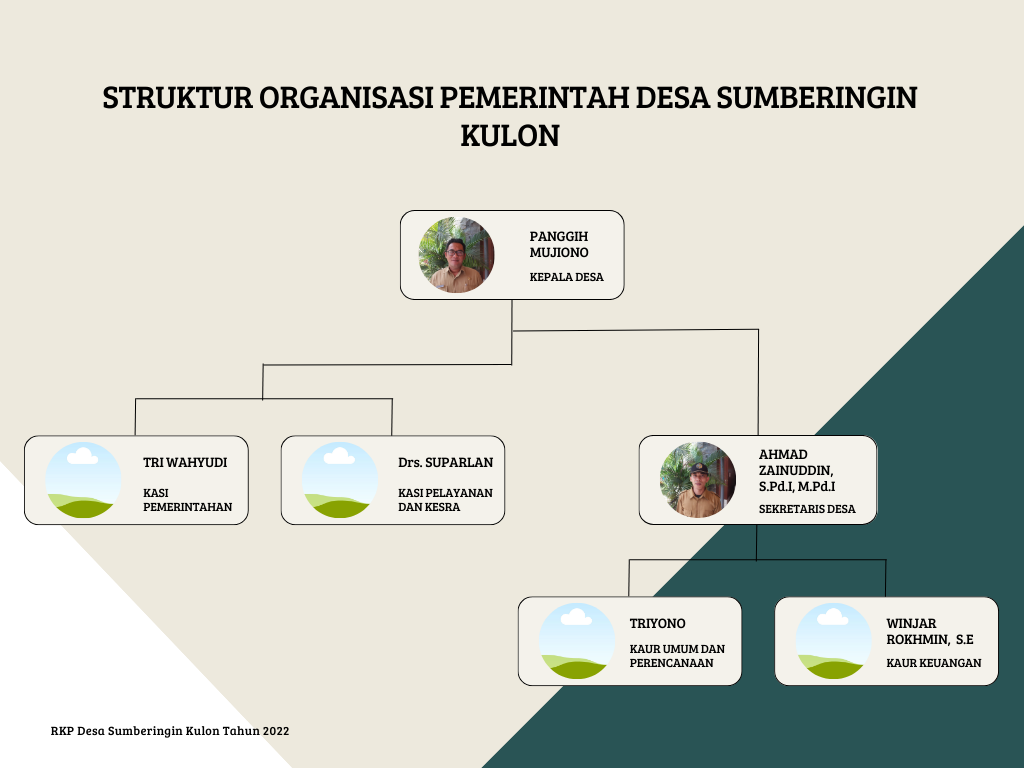 STRUKTUR ORGANISASI PEMERINTAH DESA SUMBERINGIN
KULON
PANGGIH
MUJIONO
KEPALA DESA
TRI WAHYUDI
KASI
PEMERINTAHAN
Drs. SUPARLAN
KASI PELAYANAN
DAN KESRA
AHMAD
ZAINUDDIN,
S.Pd.I, M.Pd.I
SEKRETARIS DESA
TRIYONO
KAUR UMUM DAN
PERENCANAAN
WINJAR
ROKHMIN, S.E
KAUR KEUANGAN
RKP Desa Sumberingin Kulon Tahun 2022